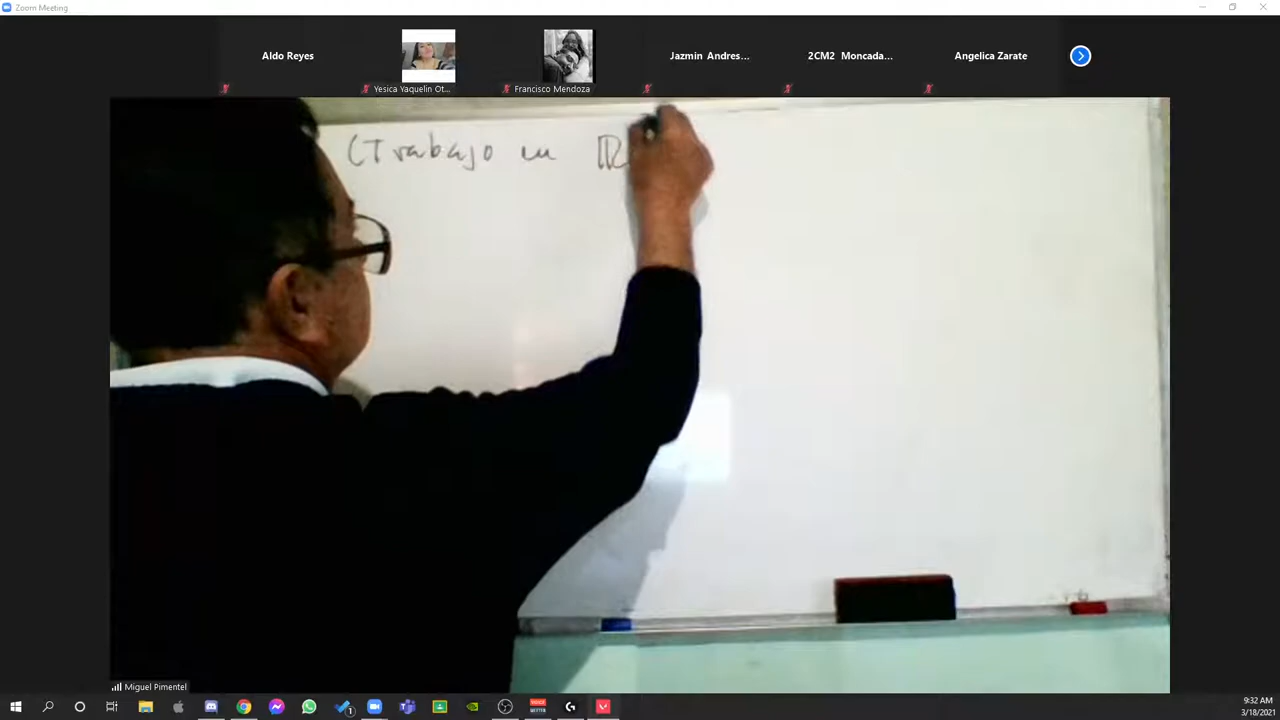 Zoom Meeting
Aldo Reyes
Yesica Yaquelin Ot...
Francisco Mendoza
Jazmin Andres...
2CM2 Moncada...
Angelica Zarate
(Trabajo en ℝ
Miguel Pimentel
1
9:32 AM
3/18/2021